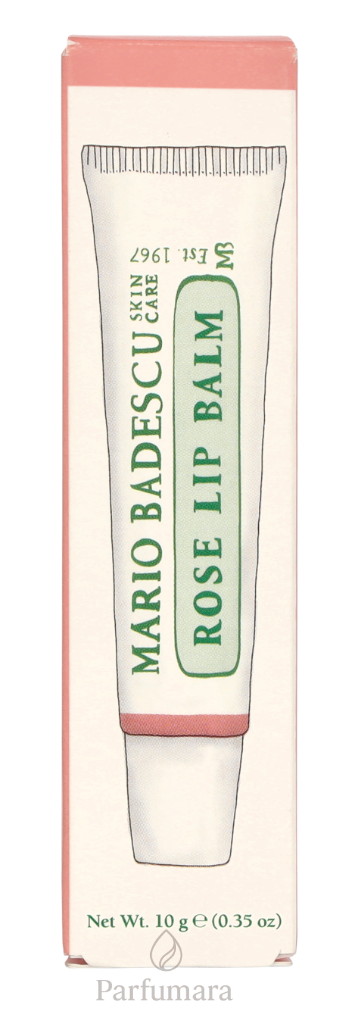 MARIO BADESCU SKIN CARE
Est. 1967
MB
ROSE LIP BALM
Net Wt. 10 g ℮ (0.35 oz)
Parfumara